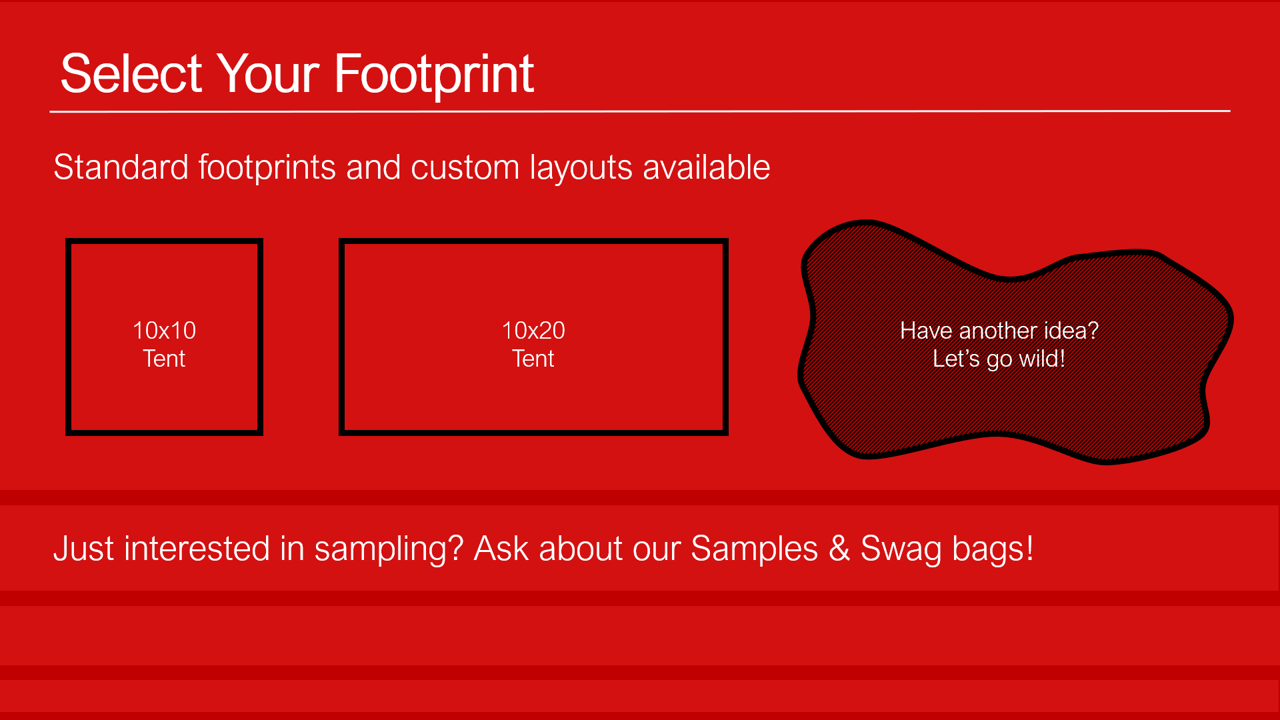 Select Your Footprint
Standard footprints and custom layouts available
10x10
Tent
10x20
Tent
Have another idea?
Let’s go wild!
Just interested in sampling? Ask about our Samples & Swag bags!